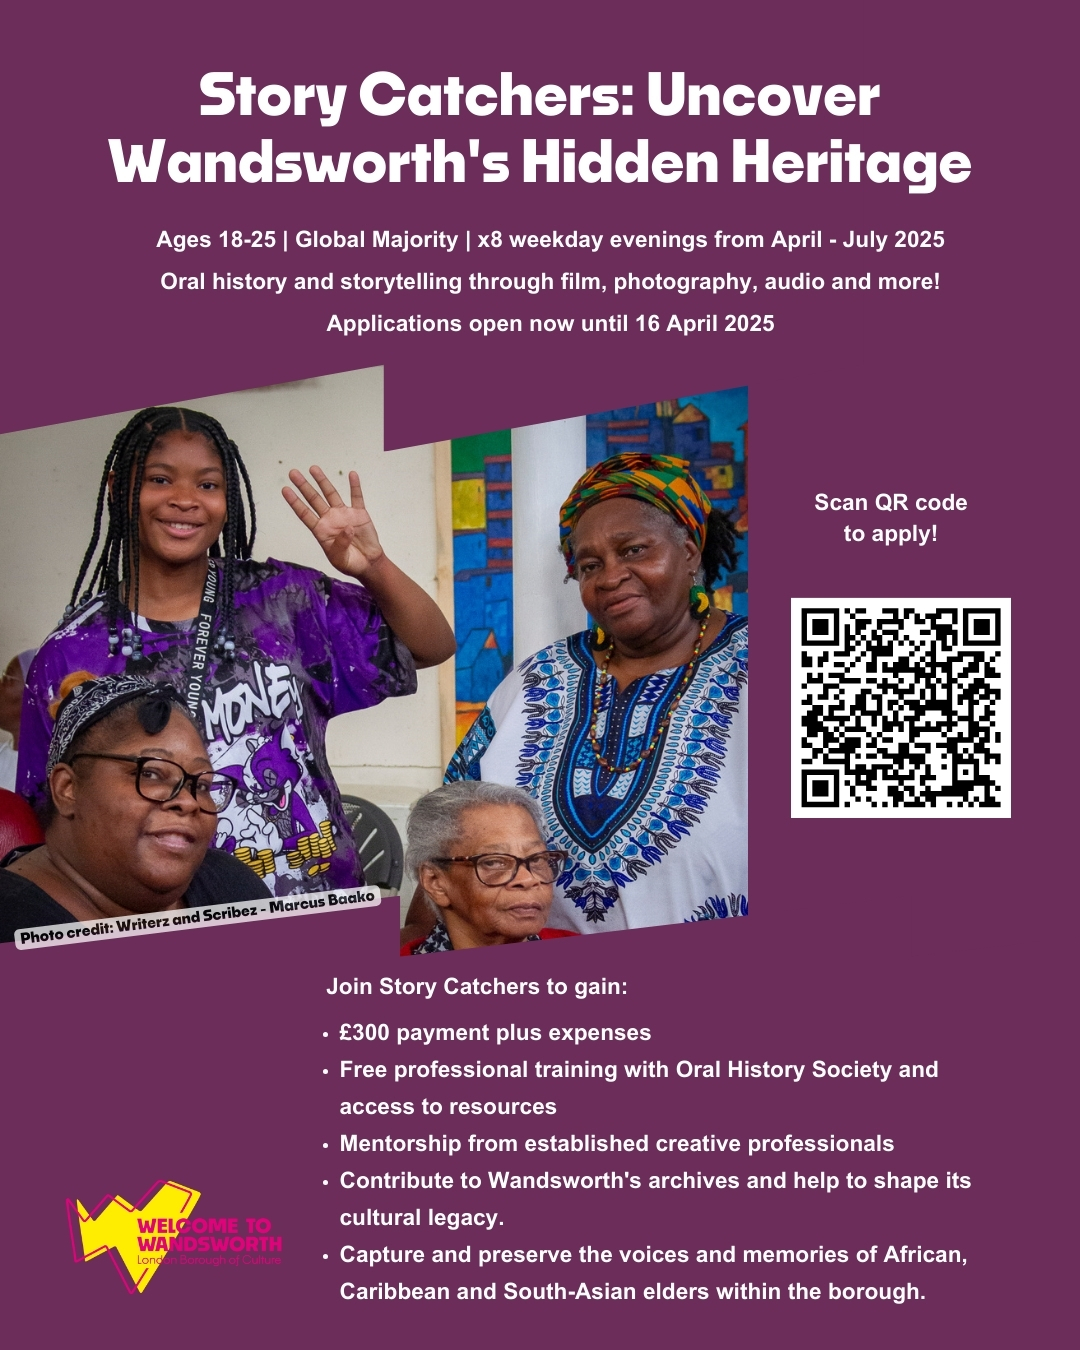 Story Catchers: Uncover
Wandsworth's Hidden Heritage
Ages 18-25 | Global Majority | x8 weekday evenings from April - July 2025
Oral history and storytelling through film, photography, audio and more!
Applications open now until 16 April 2025
Scan QR code
to apply!
YOUNG FOREVER YOUNG
MONEY
Photo credit: Writerz and Scribez - Marcus Baako
Join Story Catchers to gain:
• £300 payment plus expenses
• Free professional training with Oral History Society and
access to resources
• Mentorship from established creative professionals
• Contribute to Wandsworth's archives and help to shape its
cultural legacy.
• Capture and preserve the voices and memories of African,
Caribbean and South-Asian elders within the borough.
WELCOME TO
WANDSWORTH
London Borough of Culture